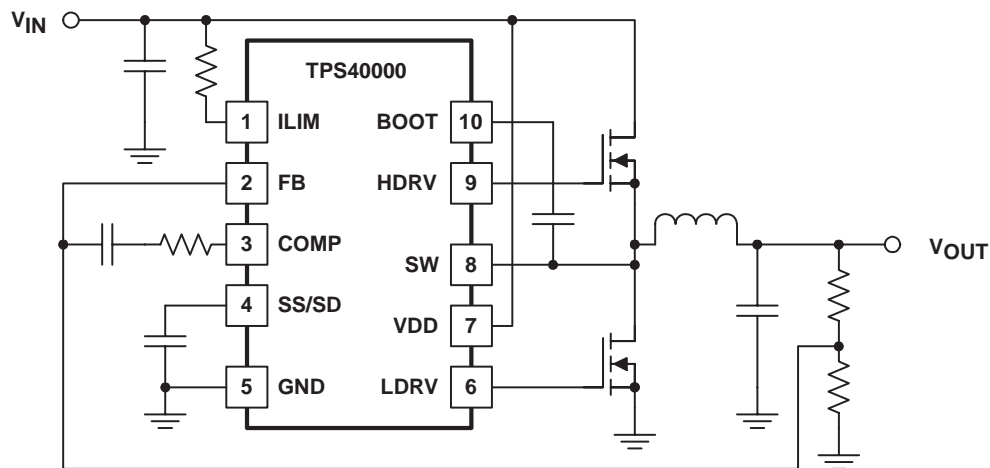 VIN
TPS40000
1 ILIM BOOT 10
2 FB HDRV 9
3 COMP
SW 8
4 SS/SD
VDD 7
5 GND LDRV 6
VOUT